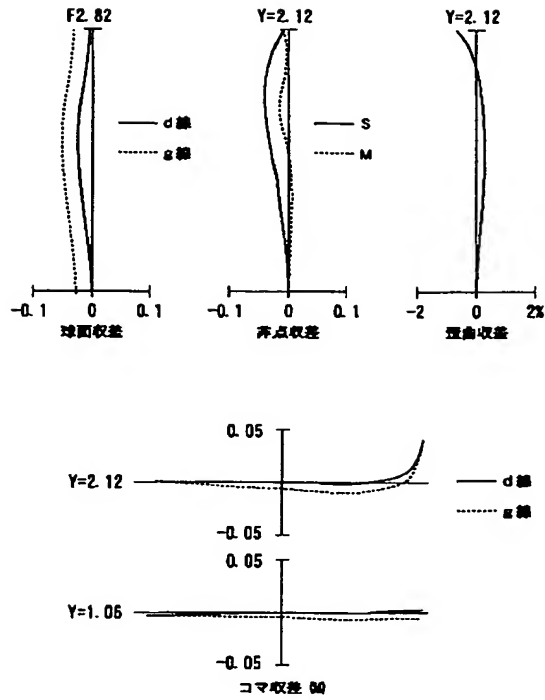 F2.82
Y=2.12
Y=2.12
d線
g線
S
M
-0.1 0 0.1
球面収差
-0.1 0 0.1
非点収差
-2 0 2%
歪曲収差
0.05
Y=2.12
-0.05
d線
g線
0.05
Y=1.06
-0.05
コマ収差 (M)